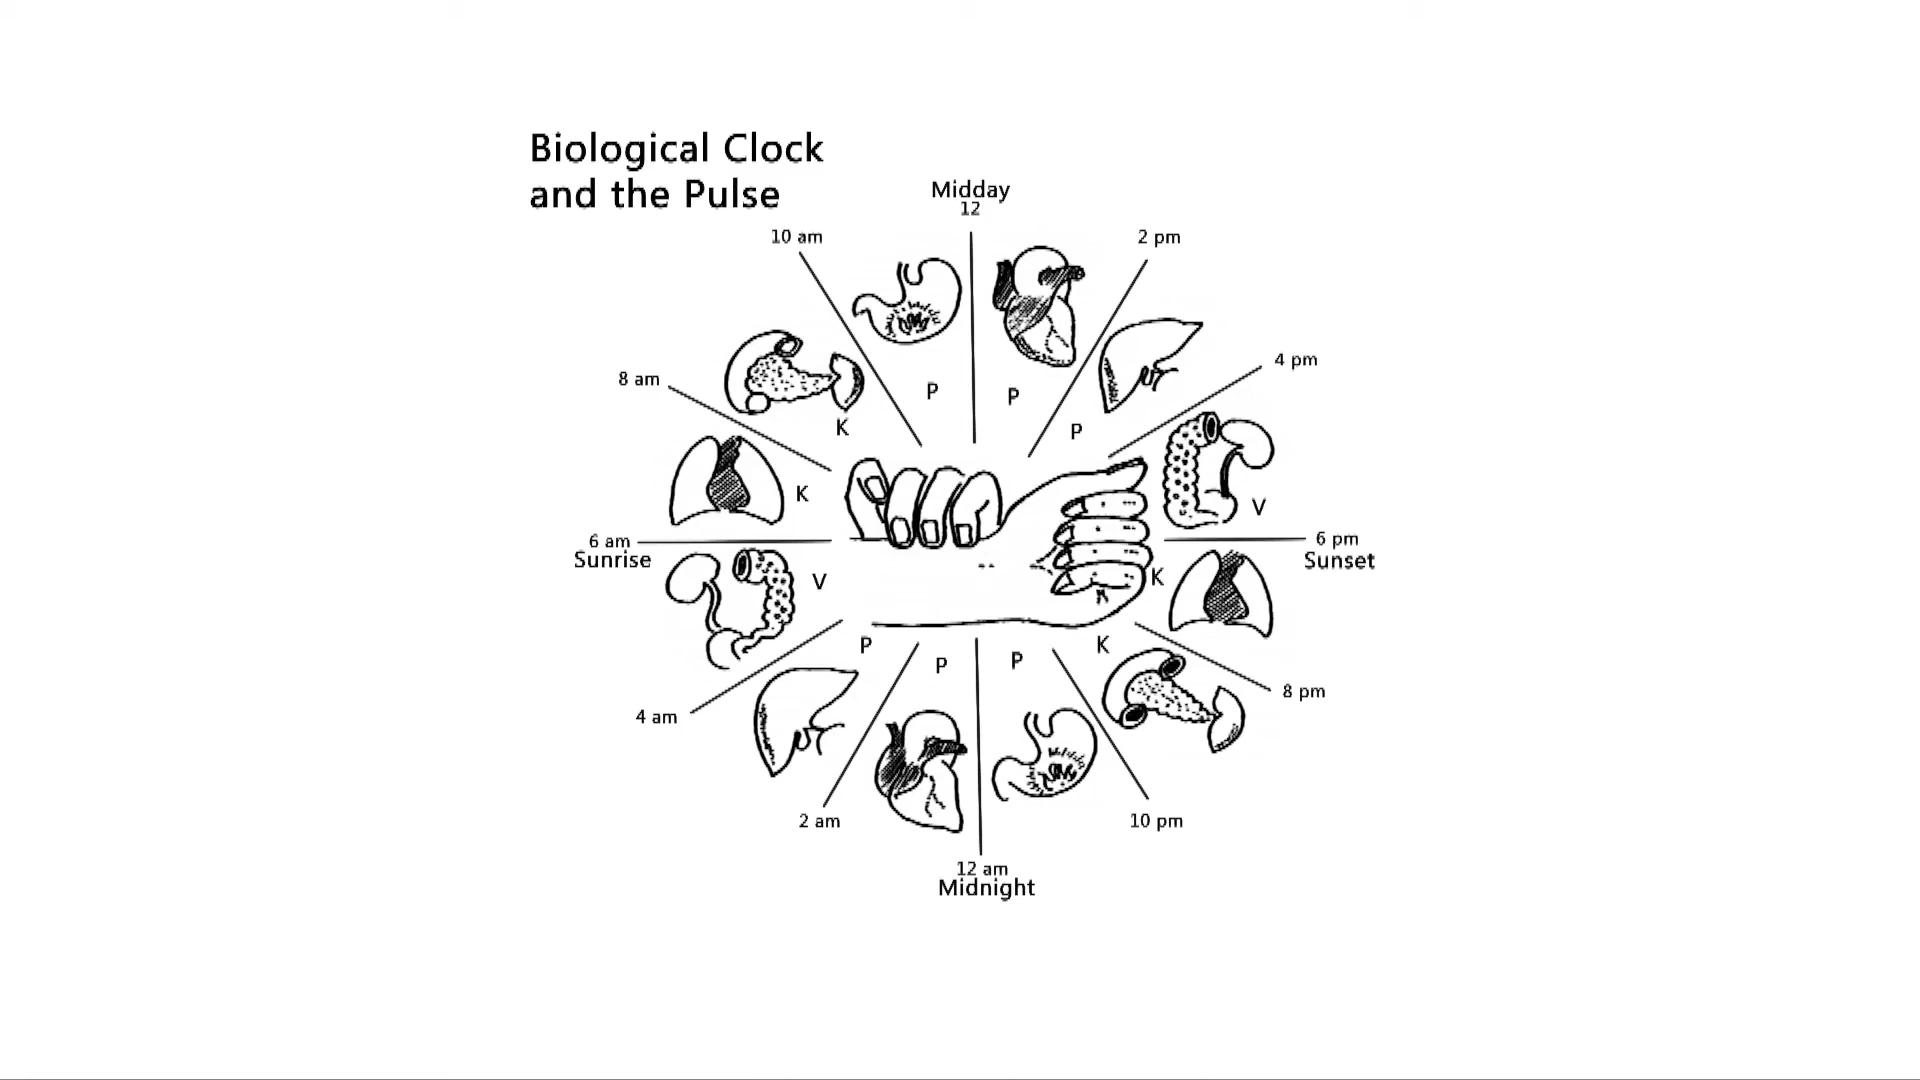 Biological Clock
and the Pulse
Midday
12
10 am
2 pm
P
P
8 am
4 pm
K
P
K
V
6 am
Sunrise
6 pm
Sunset
V
K
P
P
P
K
4 am
8 pm
2 am
10 pm
12 am
Midnight